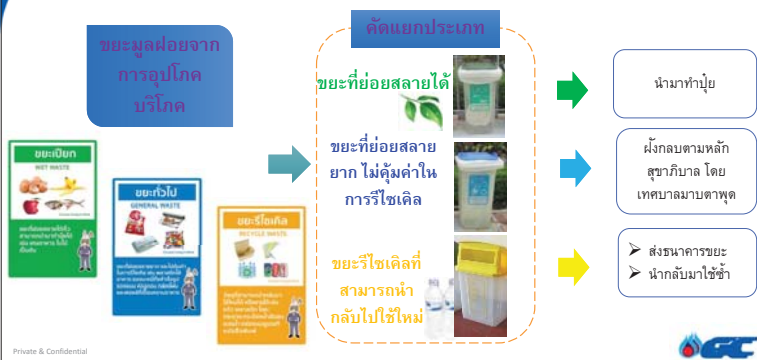 ขยะมูลฝอยจาก
การอุปโภค
บริโภค
คัดแยกประเภท
ขยะที่ย่อยสลายได้
นำมาทำปุ๋ย
ขยะที่ย่อยสลาย
ยาก ไม่คุ้มค่าใน
การรีไซเคิล
ฝังกลบตามหลัก
สุขาภิบาล โดย
เทศบาลมาบตาพุด
ขยะรีไซเคิลที่
สามารถนำ
กลับไปใช้ใหม่
➢ ส่งธนาคารขยะ
➢ นำกลับมาใช้ซ้ำ
ขยะเปียก
WET WASTE
ขยะทั่วไป
GENERAL WASTE
ขยะรีไซเคิล
RECYCLE WASTE
Private & Confidential
GC